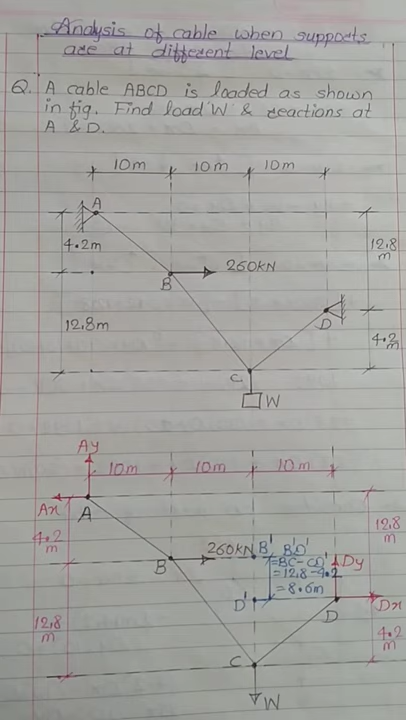 Analysis of cable when supports
are at different level
Q. A cable ABCD is loaded as shown
in fig. Find load W & reactions at
A & D.
10m 10m 10m
A
4.2m
12.8
m
B
260KN
12.8m
D
4.2
m
C
W
Ay
10m 10m 10m
Ax
A
4.2
m
12.8
m
260KN B' B'D'
=BC-CD'
=12.8-4.2
=8.6m
Dy
B
D'
D
Dx
12.8
m
4.2
m
C
W